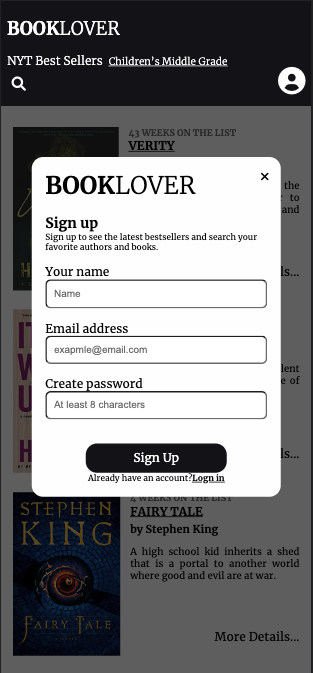 BOOKLOVER
NYT Best Sellers Children's Middle Grade
43 WEEKS ON THE LIST
VERITY
the
to
and
BOOKLOVER
×
Sign up
Sign up to see the latest bestsellers and search your
favorite authors and books.
Your name
Name
Email address
exapmle@email.com
Create password
At least 8 characters
Sign Up
Already have an account?Log in
4 WEEKS ON THE LIST
FAIRY TALE
by Stephen King
A high school kid inherits a shed
that is a portal to another world
where good and evil are at war.
More Details...
STEPHEN
KING
FAIRY TALE